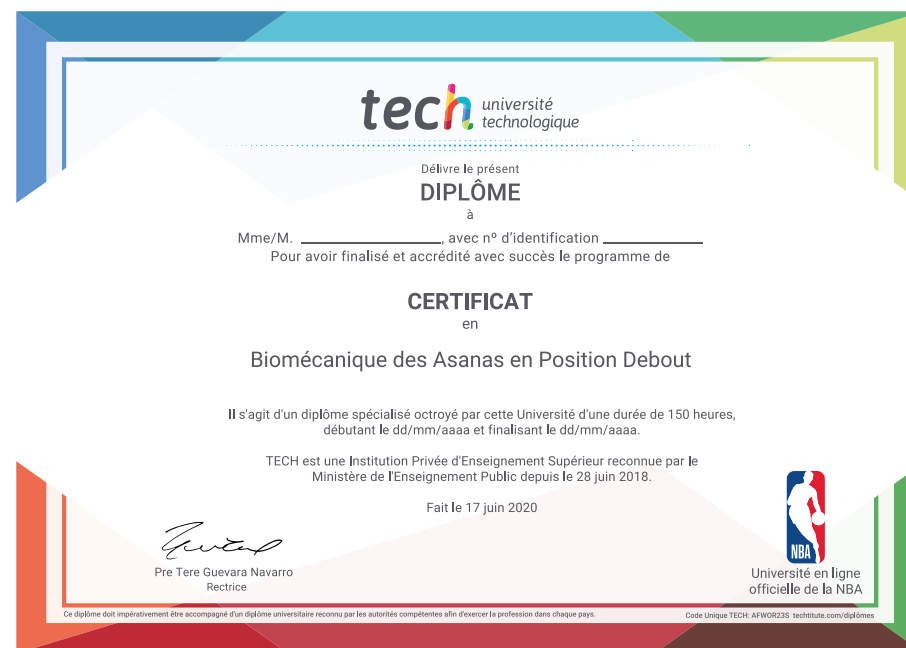 tech université
technologique
Délivre le présent
DIPLÔME
à
Mme/M. ____________________, avec nº d'identification ______________
Pour avoir finalisé et accrédité avec succès le programme de
CERTIFICAT
en
Biomécanique des Asanas en Position Debout
Il s'agit d'un diplôme spécialisé octroyé par cette Université d'une durée de 150 heures,
débutant le dd/mm/aaaa et finalisant le dd/mm/aaaa.
TECH est une Institution Privée d'Enseignement Supérieur reconnue par le
Ministère de l'Enseignement Public depuis le 28 juin 2018.
Fait le 17 juin 2020
Pre Tere Guevara Navarro
Rectrice
NBA
Université en ligne
officielle de la NBA
Ce diplôme doit impérativement être accompagné d'un diplôme universitaire reconnu par les autorités compétentes afin d'exercer la profession dans chaque pays.
Code Unique TECH: AFWOR23S techtitute.com/diplômes